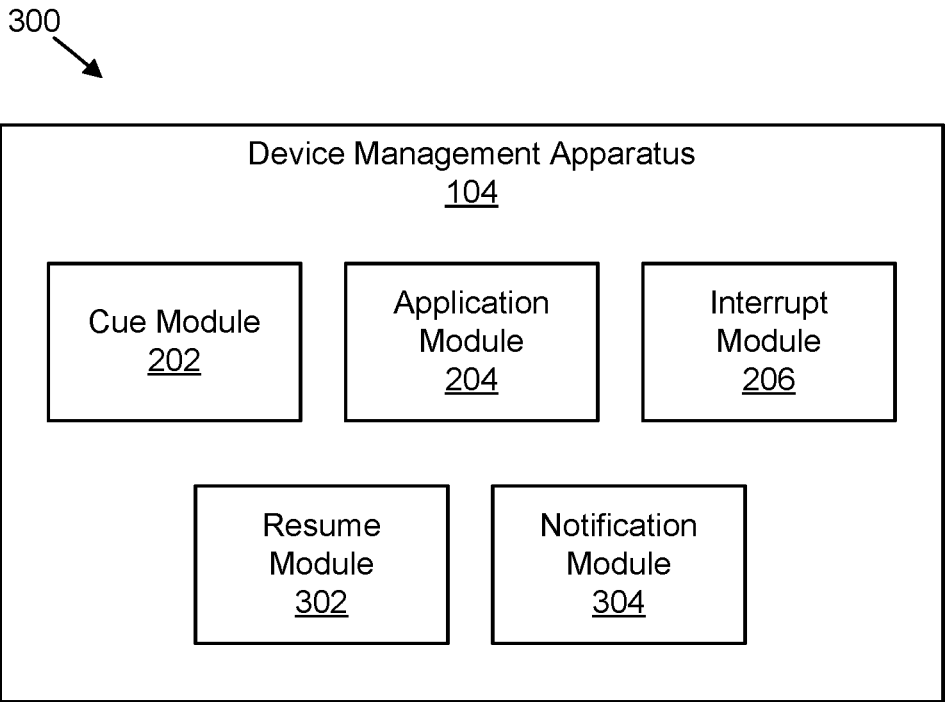 300
Device Management Apparatus
104
Cue Module
202
Application
Module
204
Interrupt
Module
206
Resume
Module
302
Notification
Module
304